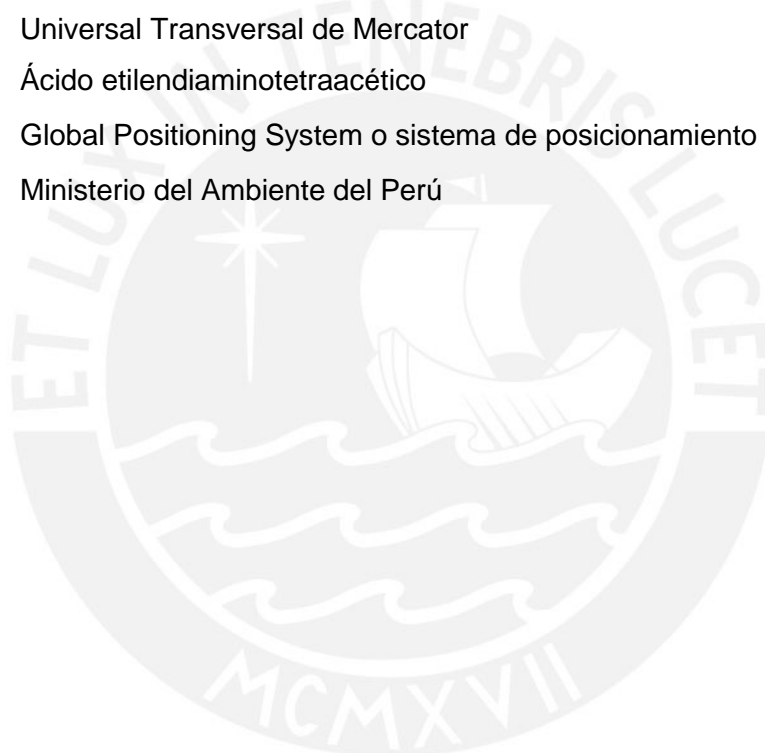 Universal Transversal de Mercator
Ácido etilendiaminotetraacético
Global Positioning System o sistema de posicionamiento
Ministerio del Ambiente del Perú
ET LUX IN TENEBRIS LUCET
MCMXVII